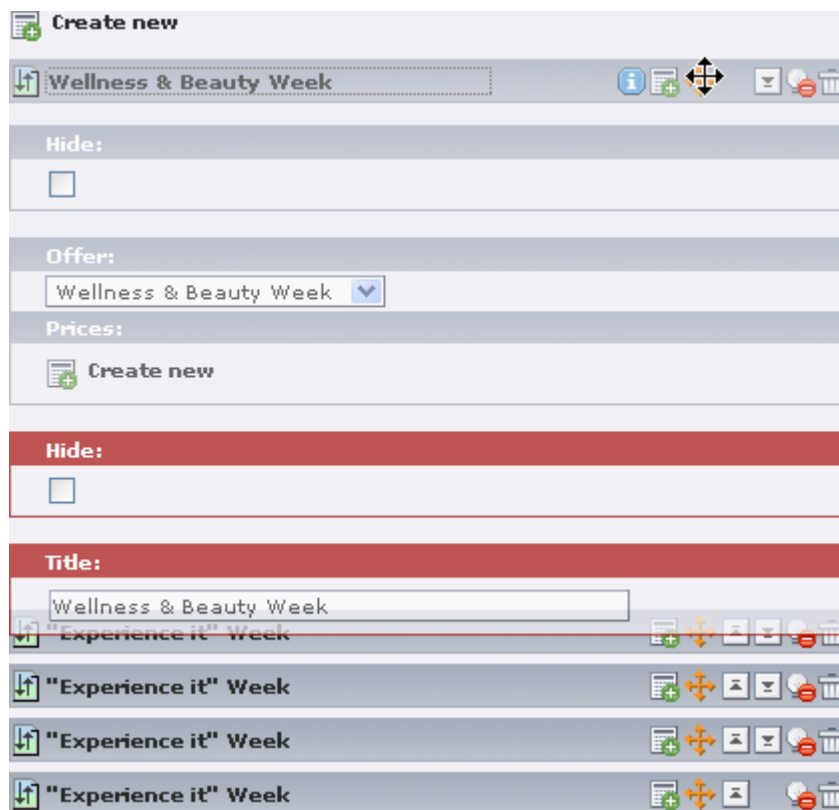 Create new
Wellness & Beauty Week
Hide:
Offer:
Wellness & Beauty Week
Prices:
Create new
Hide:
Title:
Wellness & Beauty Week
"Experience it" Week
"Experience it" Week
"Experience it" Week
"Experience it" Week